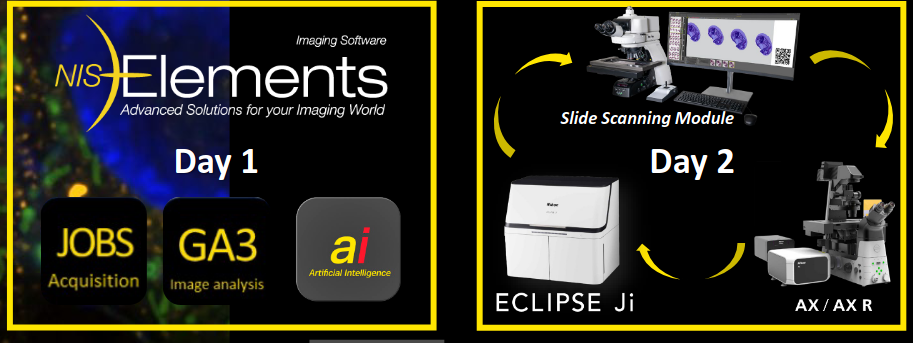 Imaging Software
NIS Elements
Advanced Solutions for your Imaging World
Day 1
JOBS
Acquisition
GA3
Image analysis
ai
Artificial Intelligence
Slide Scanning Module
Day 2
Nikon
ECLIPSE Ji
AX / AX R